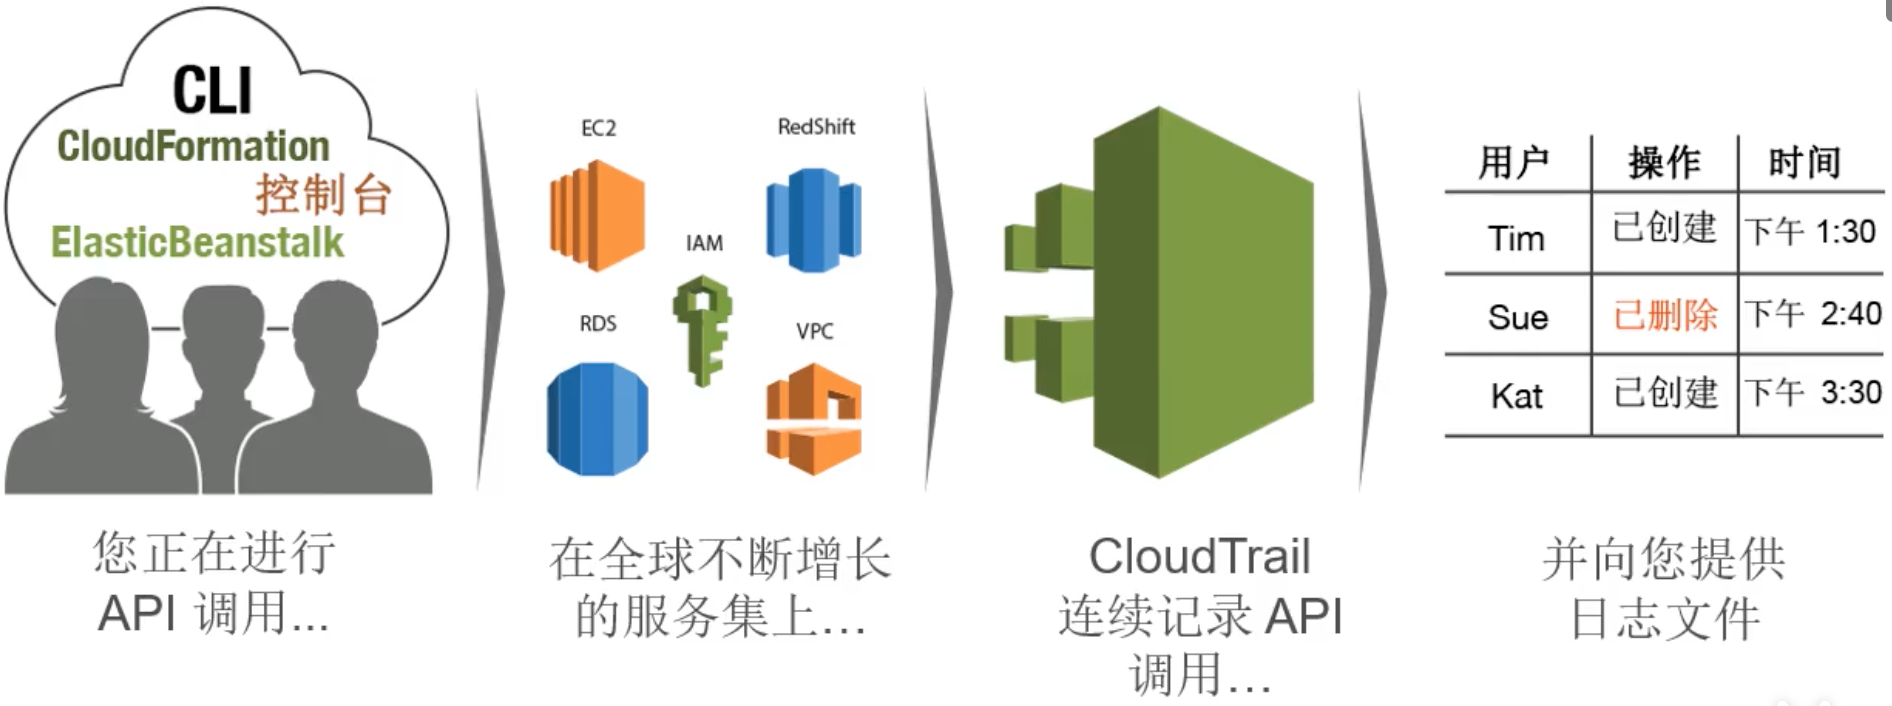 CLI
CloudFormation
控制台
ElasticBeanstalk
您正在进行
API 调用...
EC2
RedShift
IAM
RDS
VPC
在全球不断增长
的服务集上…
CloudTrail
连续记录 API
调用…
用户 操作 时间
Tim 已创建 下午 1:30
Sue 已删除 下午 2:40
Kat 已创建 下午 3:30
并向您提供
日志文件